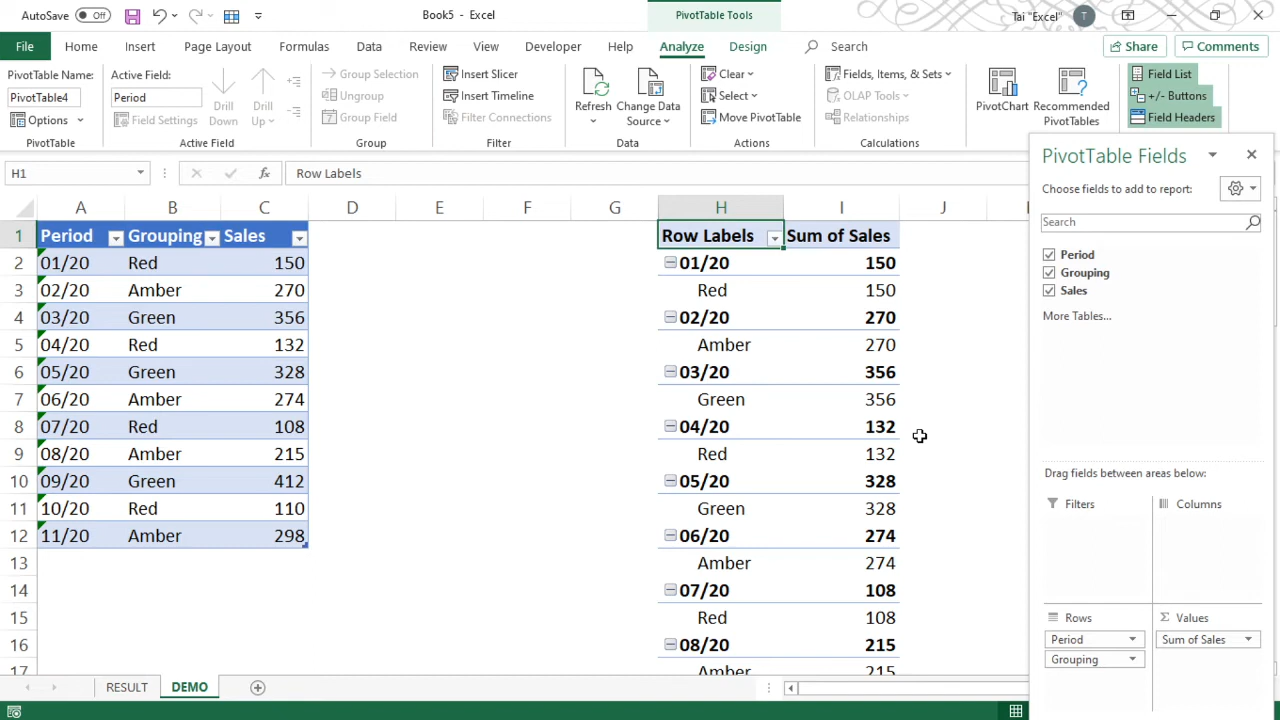 AutoSave Off Book5 - Excel PivotTable Tools Tai "Excel" T
File Home Insert Page Layout Formulas Data Review View Developer Help Analyze Design Search Share Comments
PivotTable Name: Active Field: Group Selection Insert Slicer Clear Fields, Items, & Sets Field List
PivotTable4 Period Drill Down Drill Up Ungroup Insert Timeline Refresh Change Data Source Select OLAP Tools PivotChart Recommended PivotTables +/- Buttons
Options Field Settings Group Field Filter Connections Move PivotTable Relationships Field Headers
PivotTable Active Field Group Filter Data Actions Calculations
H1 fx Row Labels
A B C D E F G H I J
1 Period Grouping Sales Row Labels Sum of Sales
2 01/20 Red 150 01/20 150
3 02/20 Amber 270 Red 150
4 03/20 Green 356 02/20 270
5 04/20 Red 132 Amber 270
6 05/20 Green 328 03/20 356
7 06/20 Amber 274 Green 356
8 07/20 Red 108 04/20 132
9 08/20 Amber 215 Red 132
10 09/20 Green 412 05/20 328
11 10/20 Red 110 Green 328
12 11/20 Amber 298 06/20 274
13 Amber 274
14 07/20 108
15 Red 108
16 08/20 215
17 Amber 215
RESULT DEMO
PivotTable Fields
Choose fields to add to report:
Search
Period
Grouping
Sales
More Tables...
Drag fields between areas below:
Filters Columns
Rows Σ Values
Period Sum of Sales
Grouping